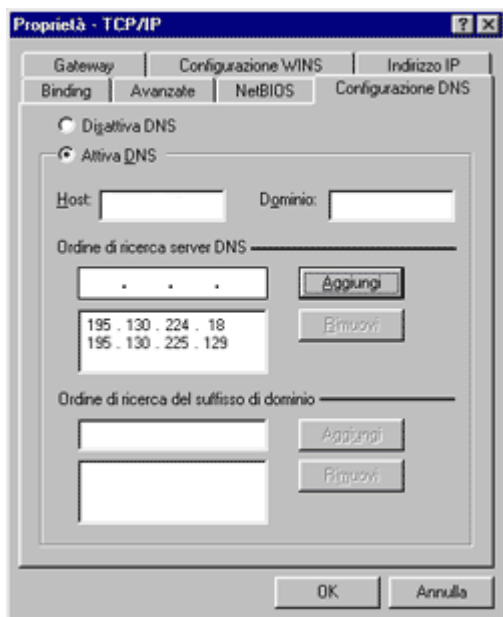 Proprietà - TCP/IP
Gateway Configurazione WINS Indirizzo IP
Binding Avanzate NetBIOS Configurazione DNS
Disattiva DNS
Attiva DNS
Host: Dominio:
Ordine di ricerca server DNS
. . . Aggiungi
195 . 130 . 224 . 18 Rimuovi
195 . 130 . 225 . 129
Ordine di ricerca del suffisso di dominio
Aggiungi
Rimuovi
OK Annulla